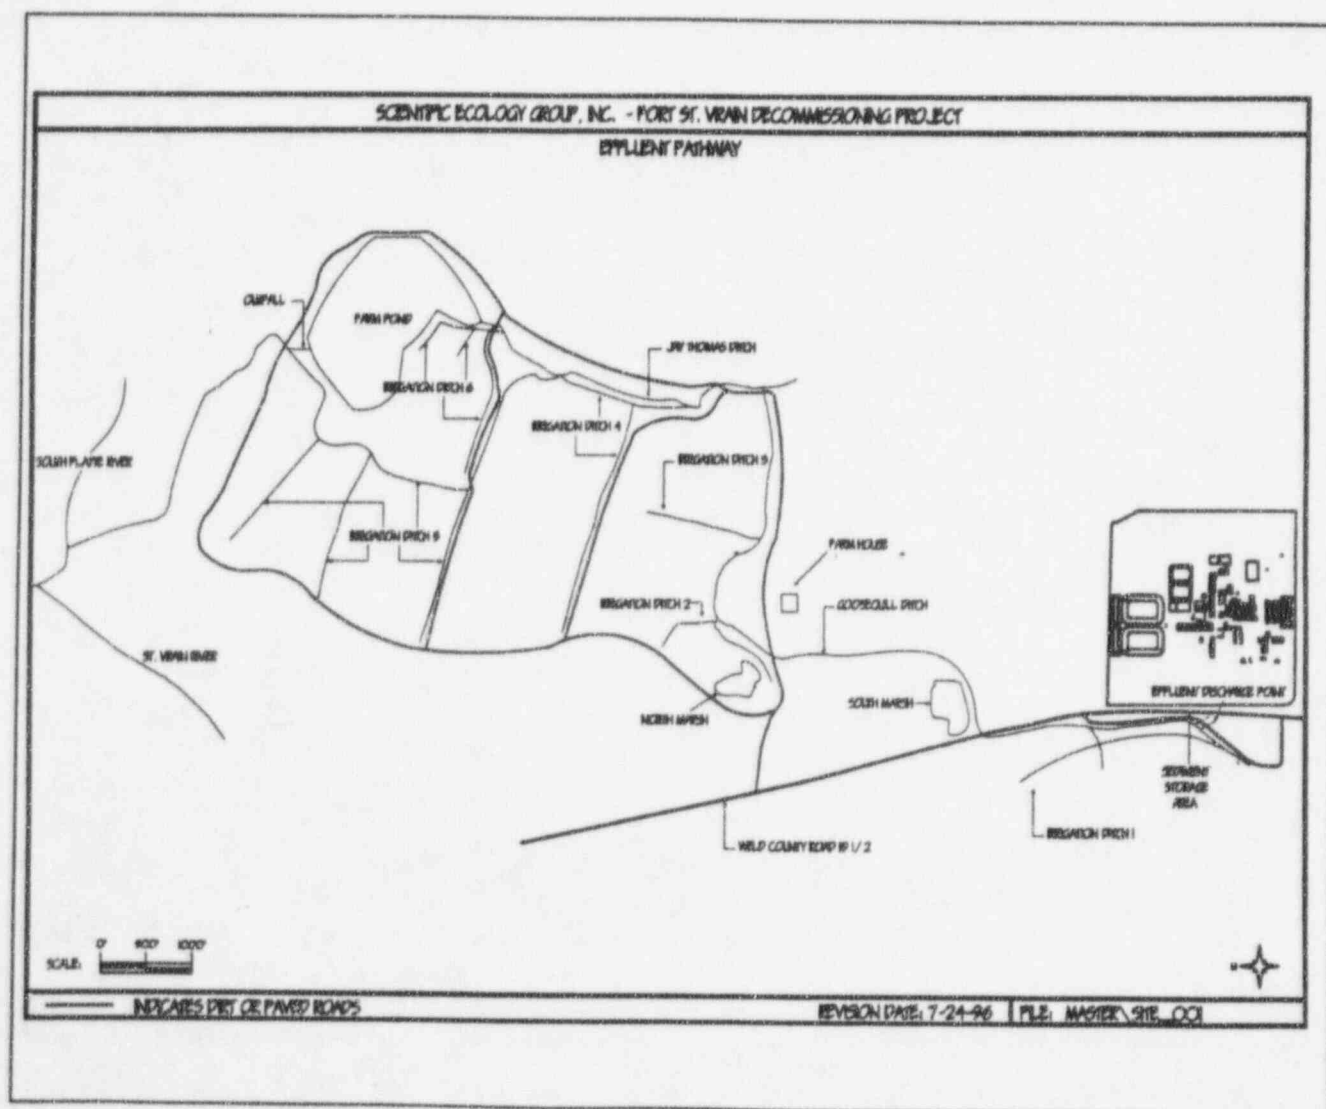 SCIENTIFIC ECOLOGY GROUP, INC. - FORT ST. VRAIN DECOMMISSIONING PROJECT
EFFLUENT PATHWAY
OUTFALL
FARM POND
JAY THOMAS DITCH
IRRIGATION DITCH 6
IRRIGATION DITCH 4
SOUTH PLATTE RIVER
IRRIGATION DITCH 3
IRRIGATION DITCH 5
FARM HOUSE
IRRIGATION DITCH 2
GOOSEQUILL DITCH
ST. VRAIN RIVER
EFFLUENT DISCHARGE POINT
SOUTH MARSH
NORTH MARSH
SEDIMENT
STORAGE
AREA
IRRIGATION DITCH 1
WELD COUNTY ROAD 19 1/2
0' 500' 1000'
SCALE:
N
INDICATES DIRT OR PAVED ROADS
REVISION DATE: 7-24-96
FILE: MASTER\SITE_001